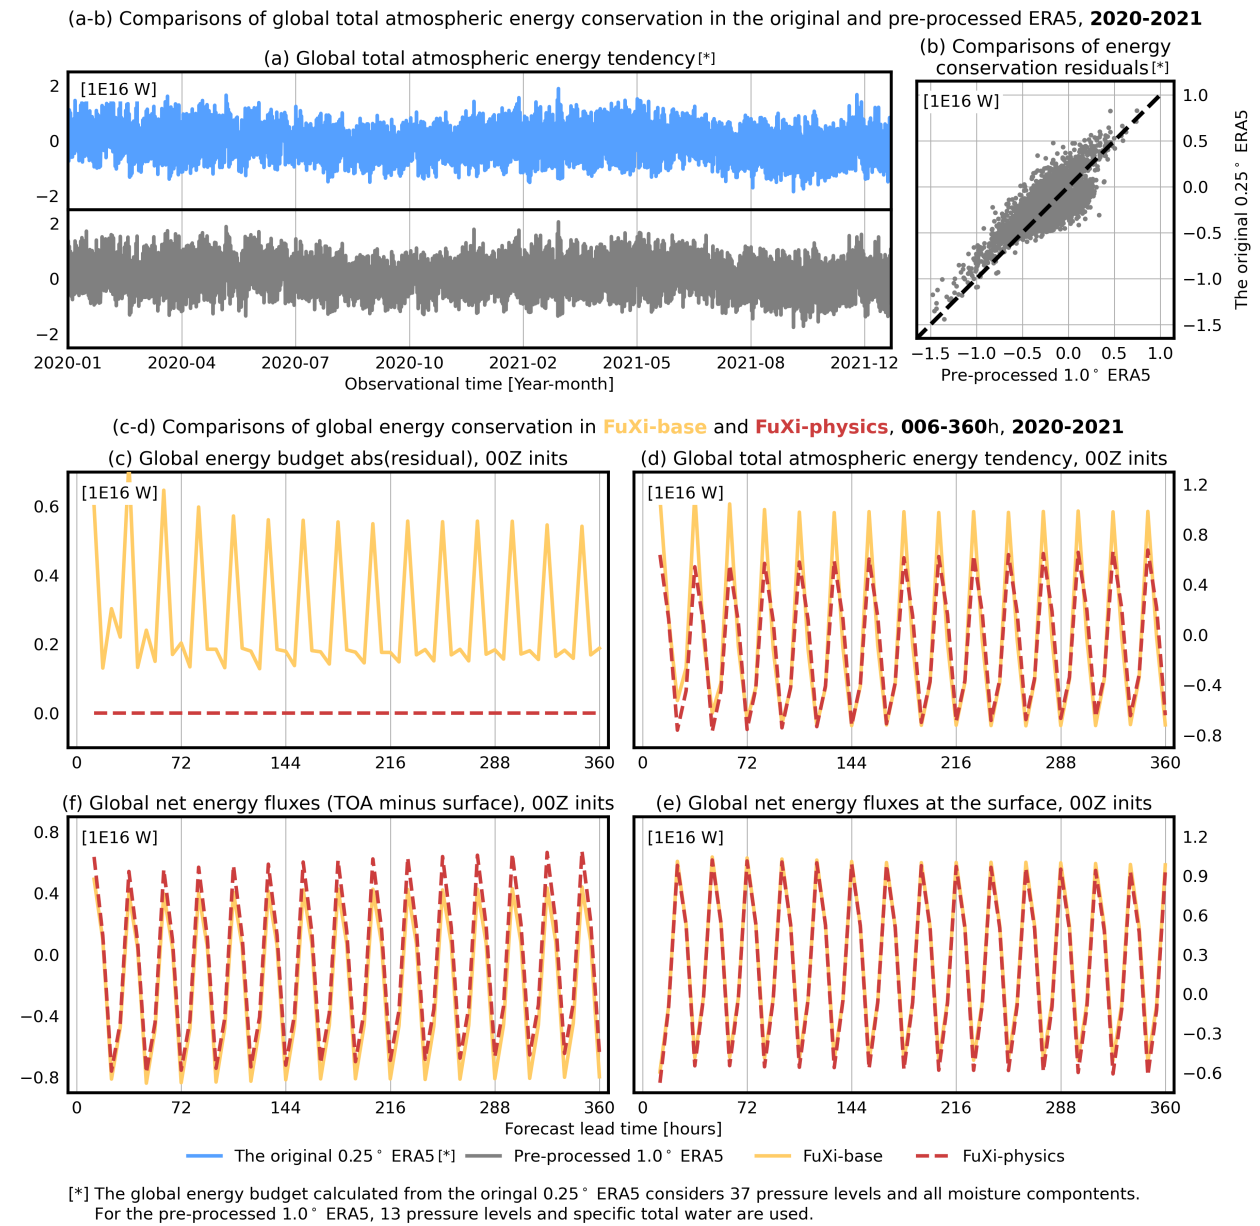 (a-b) Comparisons of global total atmospheric energy conservation in the original and pre-processed ERA5, 2020-2021
(a) Global total atmospheric energy tendency[*]
[1E16 W]
2
0
−2
2
0
−2
2020-01 2020-04 2020-07 2020-10 2021-02 2021-05 2021-08 2021-12
Observational time [Year-month]
(b) Comparisons of energy
conservation residuals[*]
[1E16 W]
1.0
0.5
0.0
−0.5
−1.0
−1.5
The original 0.25° ERA5
−1.5 −1.0 −0.5 0.0 0.5 1.0
Pre-processed 1.0° ERA5
(c-d) Comparisons of global energy conservation in FuXi-base and FuXi-physics, 006-360h, 2020-2021
(c) Global energy budget abs(residual), 00Z inits
[1E16 W]
0.6
0.4
0.2
0.0
0 72 144 216 288 360
(d) Global total atmospheric energy tendency, 00Z inits
[1E16 W]
1.2
0.8
0.4
0.0
−0.4
−0.8
0 72 144 216 288 360
(f) Global net energy fluxes (TOA minus surface), 00Z inits
[1E16 W]
0.8
0.4
0.0
−0.4
−0.8
0 72 144 216 288 360
(e) Global net energy fluxes at the surface, 00Z inits
[1E16 W]
1.2
0.9
0.6
0.3
0.0
−0.3
−0.6
0 72 144 216 288 360
Forecast lead time [hours]
The original 0.25° ERA5[*] Pre-processed 1.0° ERA5 FuXi-base FuXi-physics
[*] The global energy budget calculated from the oringal 0.25° ERA5 considers 37 pressure levels and all moisture compontents.
For the pre-processed 1.0° ERA5, 13 pressure levels and specific total water are used.